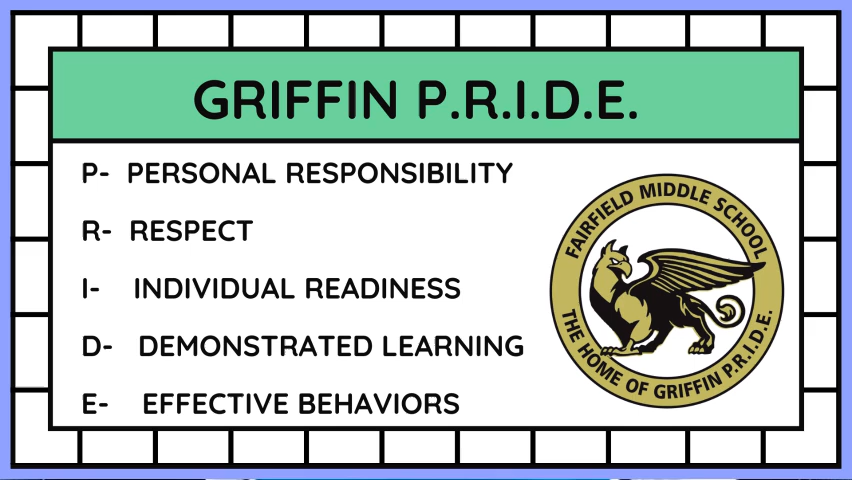 GRIFFIN P.R.I.D.E.
P- PERSONAL RESPONSIBILITY
R- RESPECT
I- INDIVIDUAL READINESS
D- DEMONSTRATED LEARNING
E- EFFECTIVE BEHAVIORS
FAIRFIELD MIDDLE SCHOOL
THE HOME OF GRIFFIN P.R.I.D.E.